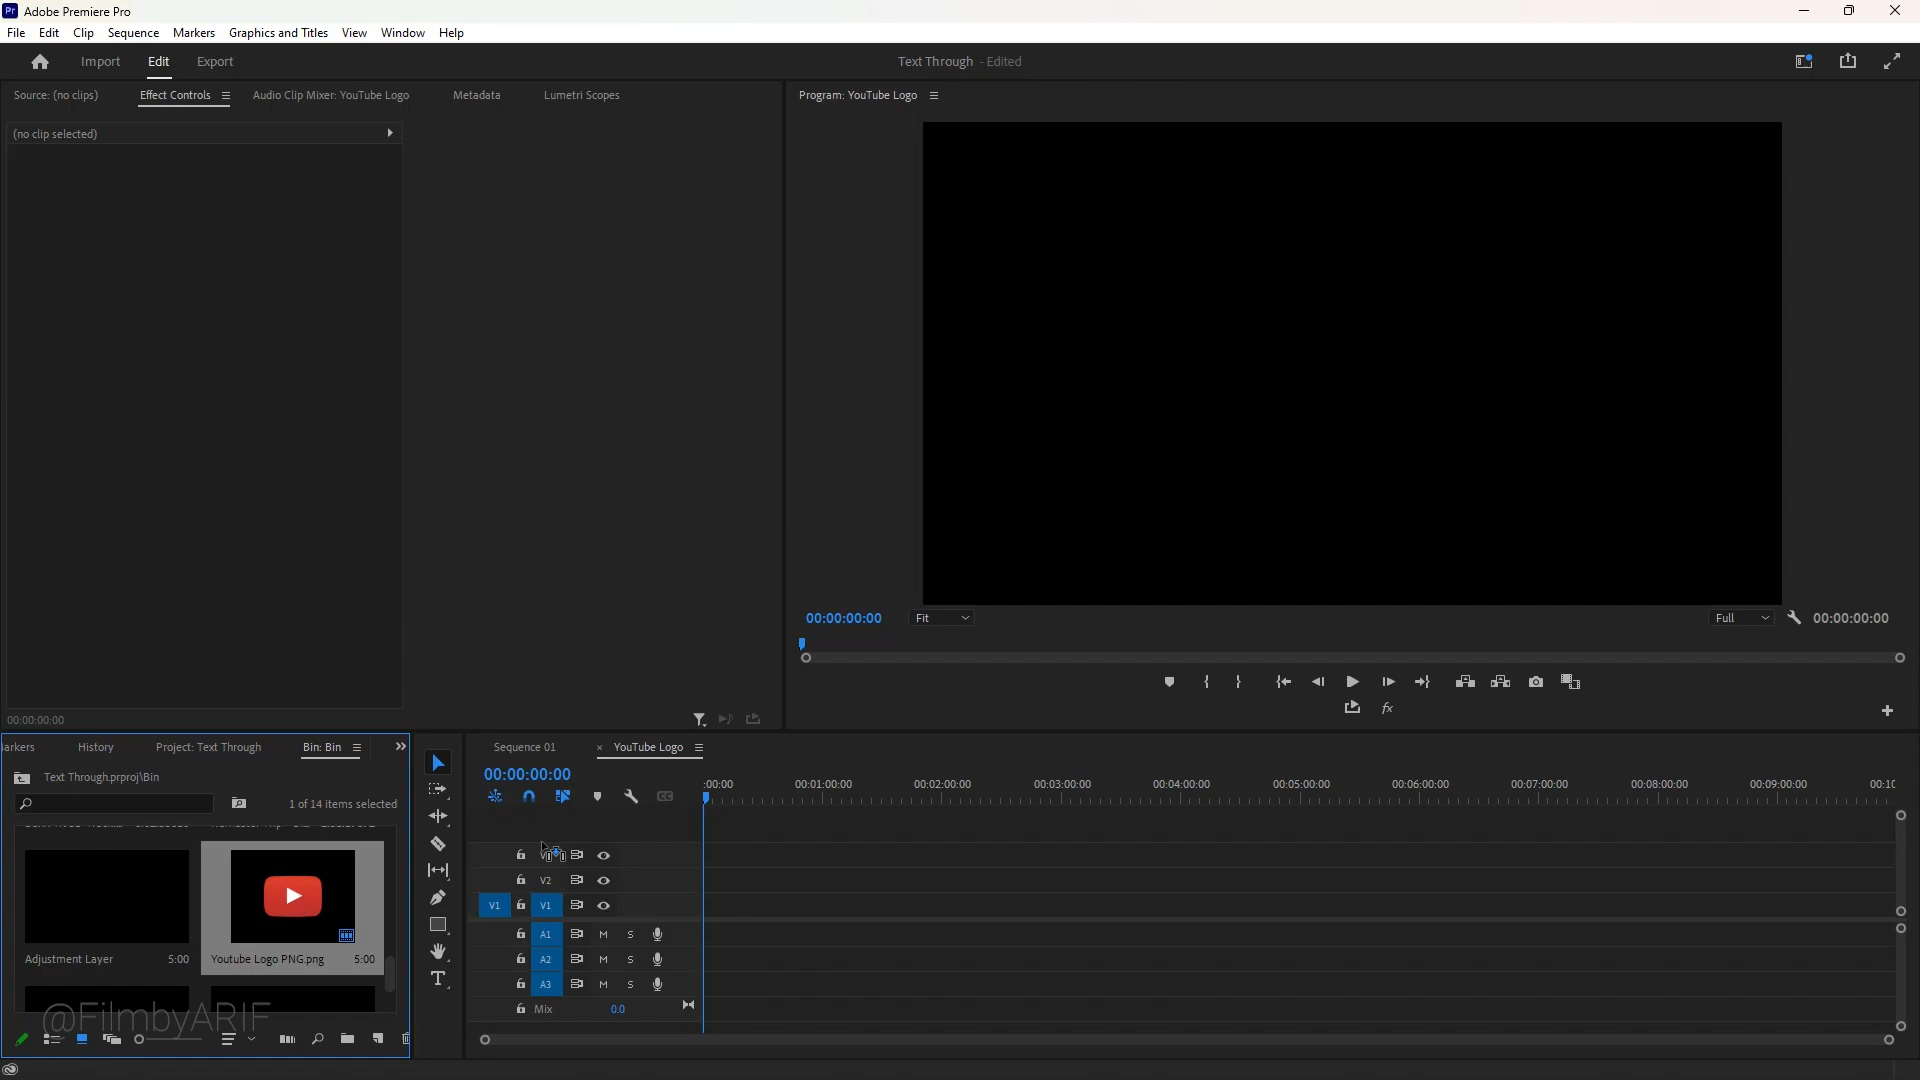 Pr Adobe Premiere Pro
File Edit Clip Sequence Markers Graphics and Titles View Window Help
Import Edit Export Text Through - Edited
Source: (no clips) Effect Controls Audio Clip Mixer: YouTube Logo Metadata Lumetri Scopes Program: YouTube Logo
(no clip selected)
00:00:00:00 Fit Full 00:00:00:00
00:00:00:00
fx
arkers History Project: Text Through Bin: Bin Sequence 01 × YouTube Logo
Text Through.prproj\Bin 00:00:00:00
:00:00 00:01:00:00 00:02:00:00 00:03:00:00 00:04:00:00 00:05:00:00 00:06:00:00 00:07:00:00 00:08:00:00 00:09:00:00 00:10
CC
1 of 14 items selected
V2
V1 V1
A1 M S
Adjustment Layer 5:00 Youtube Logo PNG.png 5:00
A2 M S
A3 M S
Mix 0.0
@FilmbyARIF